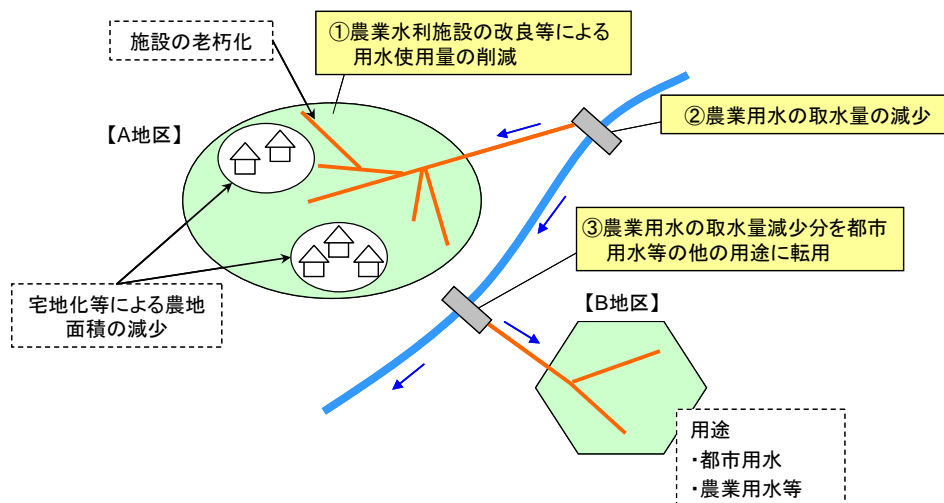 施設の老朽化
①農業水利施設の改良等による
用水使用量の削減
【A地区】
②農業用水の取水量の減少
③農業用水の取水量減少分を都市
用水等の他の用途に転用
宅地化等による農地
面積の減少
【B地区】
用途
・都市用水
・農業用水等